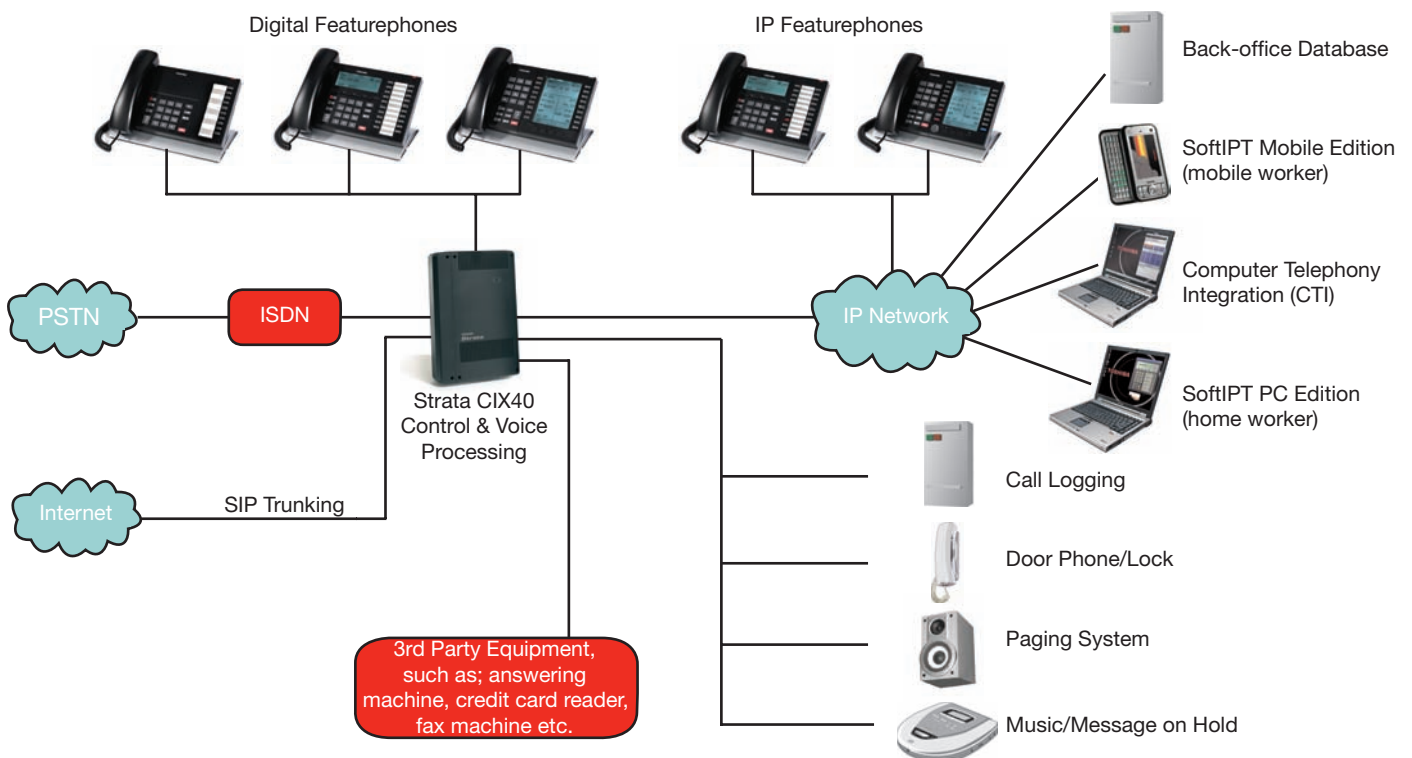 Digital Featurephones
IP Featurephones
Back-office Database
SoftIPT Mobile Edition
(mobile worker)
Computer Telephony
Integration (CTI)
PSTN
ISDN
IP Network
SoftIPT PC Edition
(home worker)
Strata CIX40
Control & Voice
Processing
Call Logging
Internet
SIP Trunking
Door Phone/Lock
3rd Party Equipment,
such as; answering
machine, credit card reader,
fax machine etc.
Paging System
Music/Message on Hold